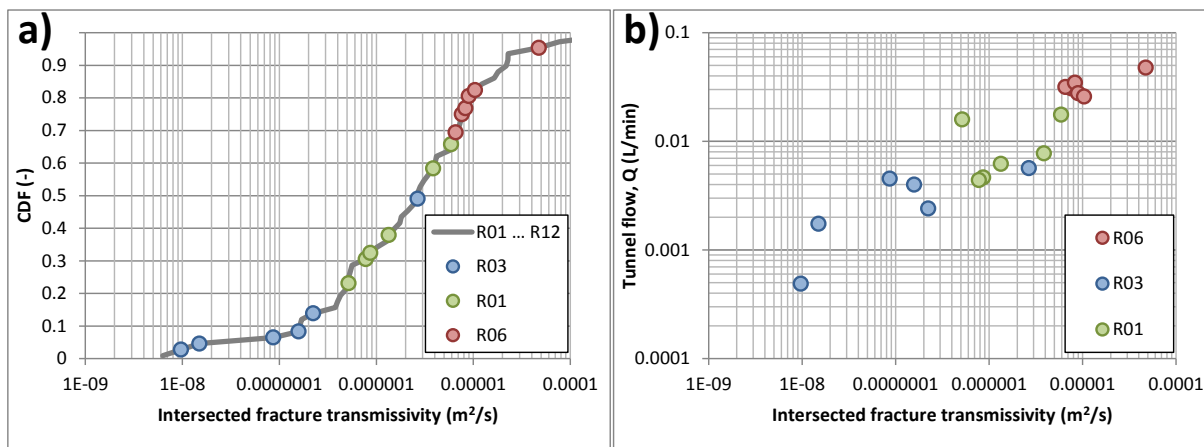 a)
CDF (-)
0.9
0.8
0.7
0.6
0.5
0.4
0.3
0.2
0.1
0
R01 ... R12
R03
R01
R06
1E-09 1E-08 0.0000001 0.000001 0.00001 0.0001
Intersected fracture transmissivity (m²/s)
b)
Tunnel flow, Q (L/min)
0.1
0.01
0.001
0.0001
R06
R03
R01
1E-09 1E-08 0.0000001 0.000001 0.00001 0.0001
Intersected fracture transmissivity (m²/s)